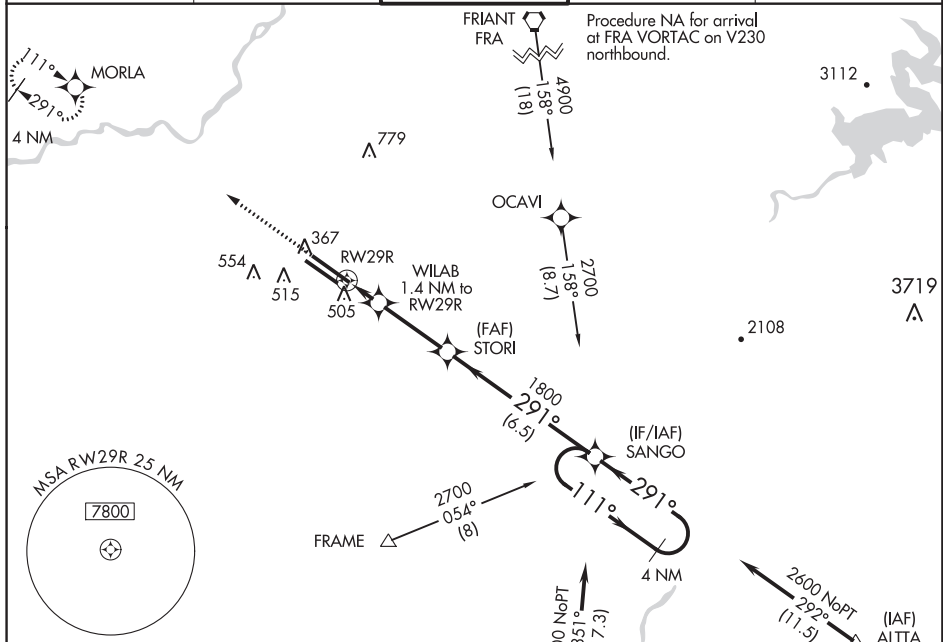 FRIANT
FRA
Procedure NA for arrival
at FRA VORTAC on V230
northbound.
111°
MORLA
291°
4 NM
3112
4900
158°
(18)
779
OCAVI
2700
158°
(8.7)
367
RW29R
554
515
505
WILAB
1.4 NM to
RW29R
3719
2108
(FAF)
STORI
1800
291°
(6.5)
(IF/IAF)
SANGO
291°
111°
4 NM
MSA RW29R 25 NM
7800
2700
054°
(8)
FRAME
00 NoPT
351°
7.3)
2600 NoPT
292°
(11.5)
(IAF)